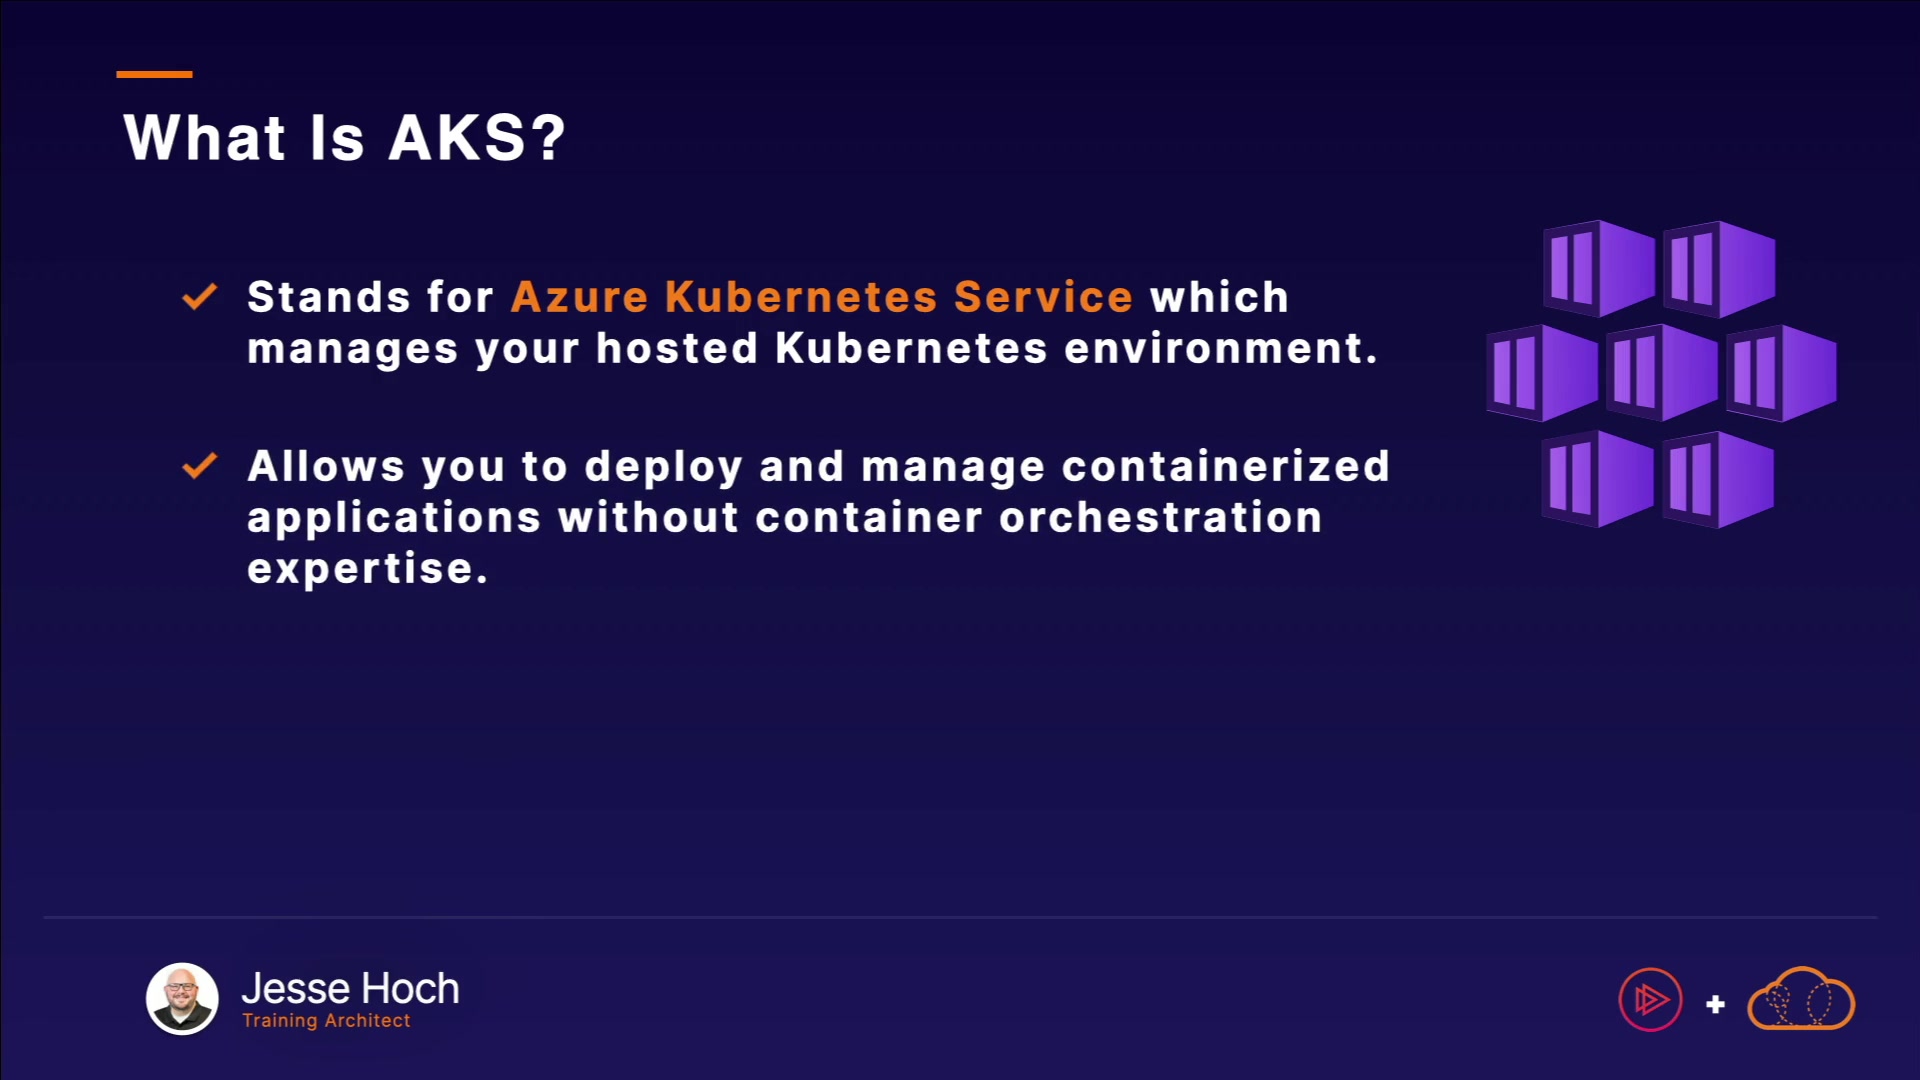 What Is AKS?
Stands for Azure Kubernetes Service which
manages your hosted Kubernetes environment.
Allows you to deploy and manage containerized
applications without container orchestration
expertise.
Jesse Hoch
Training Architect